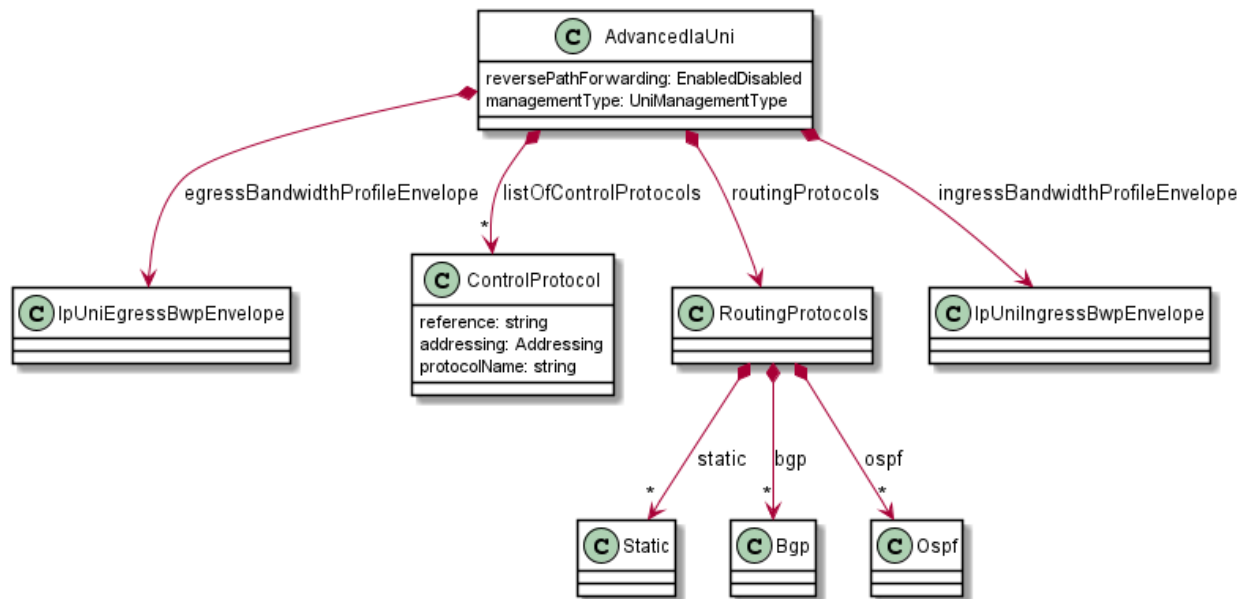 C AdvancedIaUni
reversePathForwarding: EnabledDisabled
managementType: UniManagementType
egressBandwidthProfileEnvelope
listOfControlProtocols
routingProtocols
ingressBandwidthProfileEnvelope
*
C IpUniEgressBwpEnvelope
C ControlProtocol
reference: string
addressing: Addressing
protocolName: string
C RoutingProtocols
C IpUniIngressBwpEnvelope
static
bgp
ospf
*
*
*
C Static
C Bgp
C Ospf